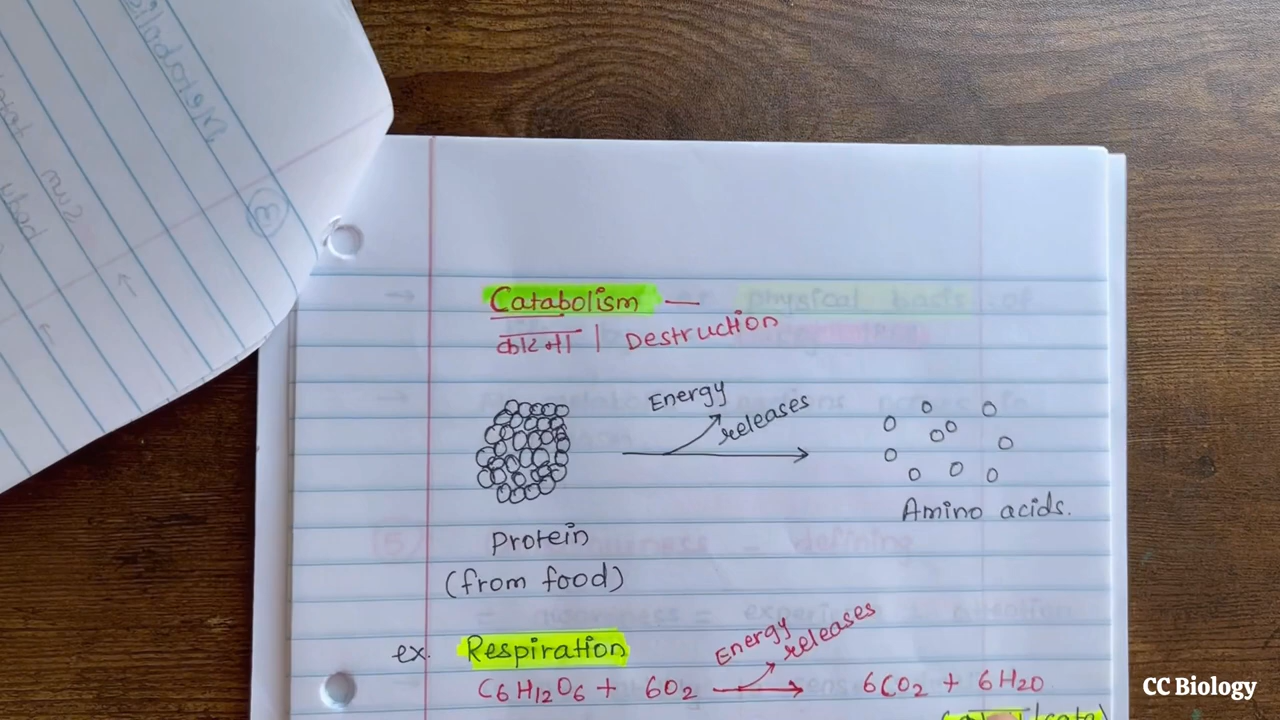 Catabolism —
काटना | Destruction
Energy
releases
Amino acids.
Protein
(from food)
Energy
releases
ex. Respiration
C6H12O6 + 6O2 → 6CO2 + 6H2O
CC Biology